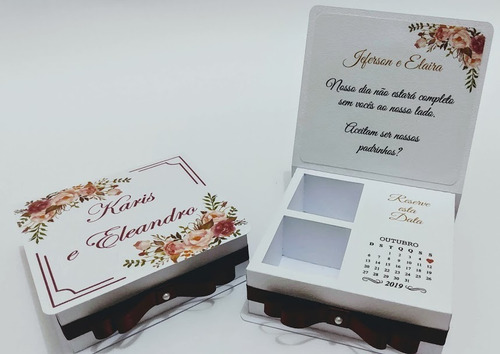 Karis
e Eleandro
Jeferson e Elaira
Nosso dia não estará completo
sem vocês ao nosso lado.
Aceitam ser nossos
padrinhos?
Reserve
esta
Data
OUTUBRO
D S T Q Q S S
2019